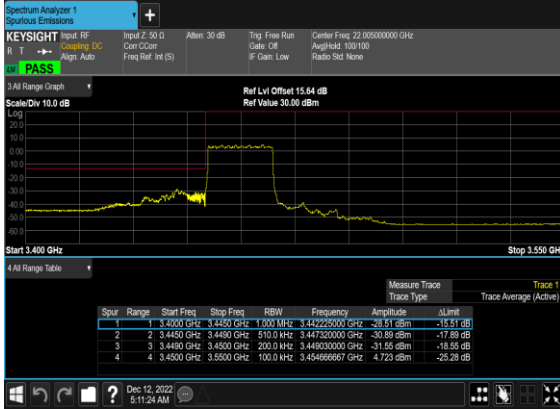 Spectrum Analyzer 1
Spurious Emissions
+
KEYSIGHT Input: RF Input Z: 50 Ω Atten: 30 dB Trig: Free Run Center Freq: 22.005000000 GHz
R T Coupling: DC Corr CCorr Gate: Off Avg|Hold: 100/100
Align: Auto Freq Ref: Int (S) IF Gain: Low Radio Std: None
PASS
3 All Range Graph
Ref Lvl Offset 15.64 dB
Scale/Div 10.0 dB Ref Value 30.00 dBm
Log
20.0
10.0
0.00
-10.0
-20.0
-30.0
-40.0
-50.0
-60.0
Start 3.400 GHz Stop 3.550 GH
4 All Range Table
Measure Trace Trace 1
Trace Type Trace Average (Active)
Spur Range Start Freq Stop Freq RBW Frequency Amplitude ΔLimit
1 1 3.4000 GHz 3.4450 GHz 1.000 MHz 3.442225000 GHz -28.51 dBm -15.51 dB
2 2 3.4450 GHz 3.4490 GHz 510.0 kHz 3.447320000 GHz -30.89 dBm -17.89 dB
3 3 3.4490 GHz 3.4500 GHz 200.0 kHz 3.449030000 GHz -31.55 dBm -18.55 dB
4 4 3.4500 GHz 3.5500 GHz 100.0 kHz 3.454666667 GHz 4.723 dBm -25.28 dB
? Dec 12, 2022
5:11:24 AM